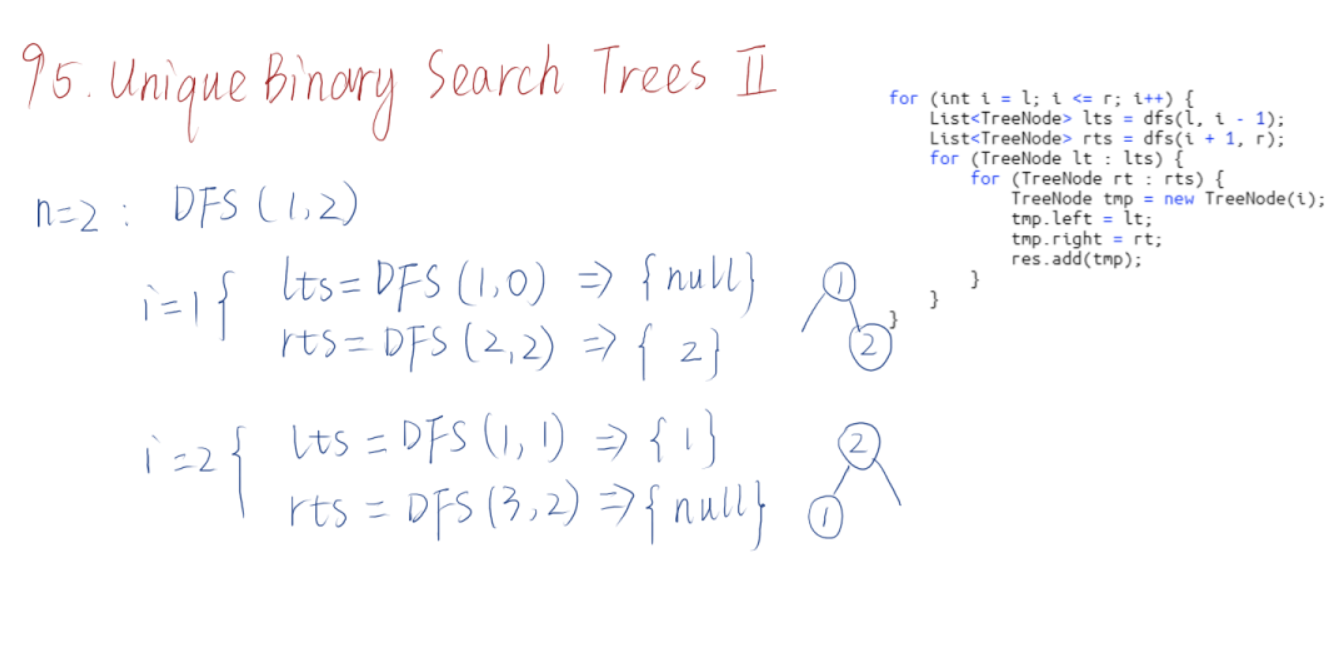 95. Unique Binary Search Trees II
for (int i = l; i <= r; i++) {
List<TreeNode> lts = dfs(l, i - 1);
List<TreeNode> rts = dfs(i + 1, r);
for (TreeNode lt : lts) {
for (TreeNode rt : rts) {
TreeNode tmp = new TreeNode(i);
tmp.left = lt;
tmp.right = rt;
res.add(tmp);
}
}
}
n=2 : DFS (1,2)
i=1 { lts = DFS (1,0) => {null}
rts = DFS (2,2) => { 2}
1
2
i=2 { lts = DFS (1,1) => {1}
rts = DFS (3,2) => {null}
2
1